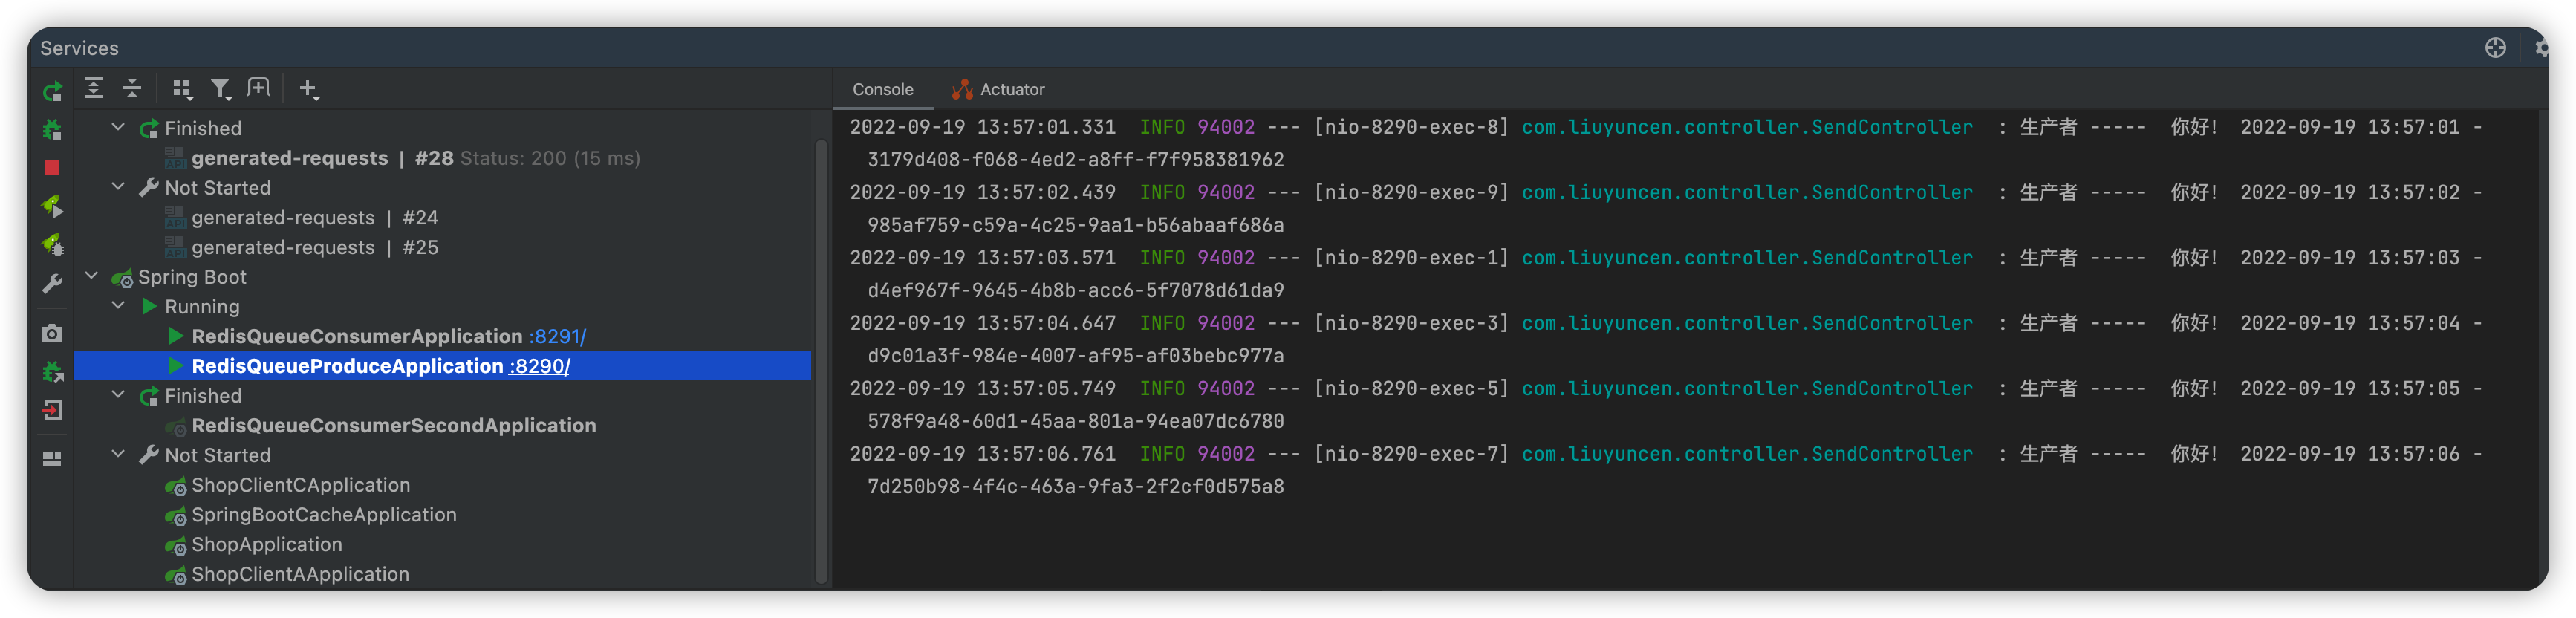 Services
Finished
generated-requests | #28 Status: 200 (15 ms)
Not Started
generated-requests | #24
generated-requests | #25
Spring Boot
Running
RedisQueueConsumerApplication :8291/
RedisQueueProduceApplication :8290/
Finished
RedisQueueConsumerSecondApplication
Not Started
ShopClientCApplication
SpringBootCacheApplication
ShopApplication
ShopClientAApplication
Console Actuator
2022-09-19 13:57:01.331 INFO 94002 --- [nio-8290-exec-8] com.liuyuncen.controller.SendController : 生产者 ----- 你好! 2022-09-19 13:57:01 -
3179d408-f068-4ed2-a8ff-f7f958381962
2022-09-19 13:57:02.439 INFO 94002 --- [nio-8290-exec-9] com.liuyuncen.controller.SendController : 生产者 ----- 你好! 2022-09-19 13:57:02 -
985af759-c59a-4c25-9aa1-b56abaaf686a
2022-09-19 13:57:03.571 INFO 94002 --- [nio-8290-exec-1] com.liuyuncen.controller.SendController : 生产者 ----- 你好! 2022-09-19 13:57:03 -
d4ef967f-9645-4b8b-acc6-5f7078d61da9
2022-09-19 13:57:04.647 INFO 94002 --- [nio-8290-exec-3] com.liuyuncen.controller.SendController : 生产者 ----- 你好! 2022-09-19 13:57:04 -
d9c01a3f-984e-4007-af95-af03bebc977a
2022-09-19 13:57:05.749 INFO 94002 --- [nio-8290-exec-5] com.liuyuncen.controller.SendController : 生产者 ----- 你好! 2022-09-19 13:57:05 -
578f9a48-60d1-45aa-801a-94ea07dc6780
2022-09-19 13:57:06.761 INFO 94002 --- [nio-8290-exec-7] com.liuyuncen.controller.SendController : 生产者 ----- 你好! 2022-09-19 13:57:06 -
7d250b98-4f4c-463a-9fa3-2f2cf0d575a8